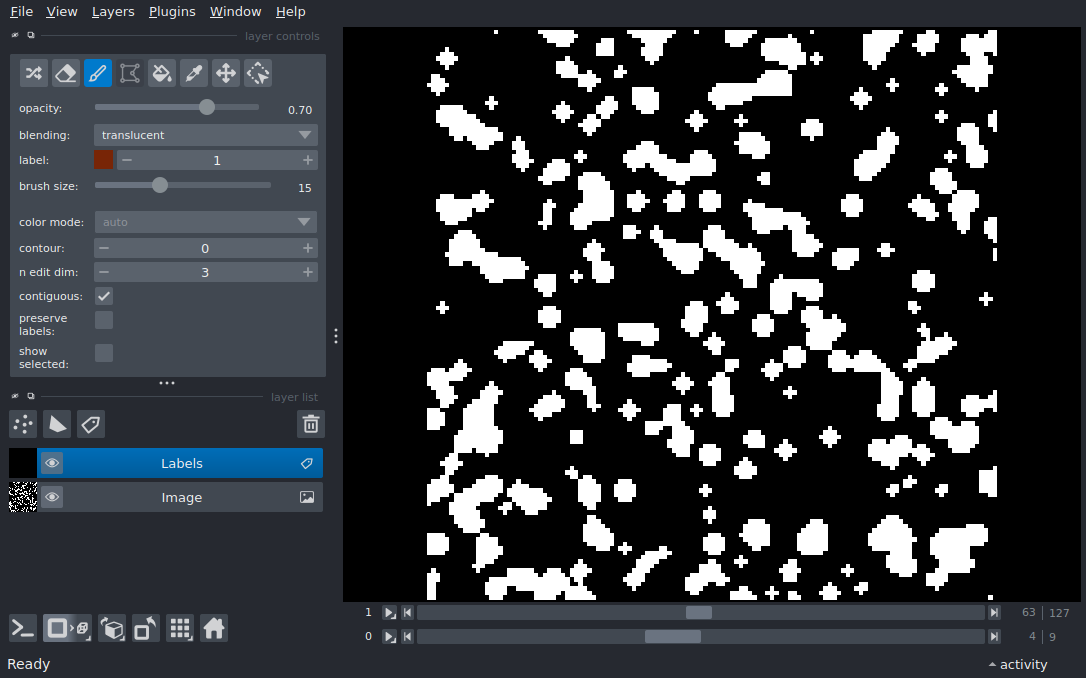 File View Layers Plugins Window Help
layer controls
opacity: 0.70
blending: translucent
label: 1
brush size: 15
color mode: auto
contour: 0
n edit dim: 3
contiguous:
preserve
labels:
show
selected:
layer list
Labels
Image
1 63 127
0 4 9
Ready activity